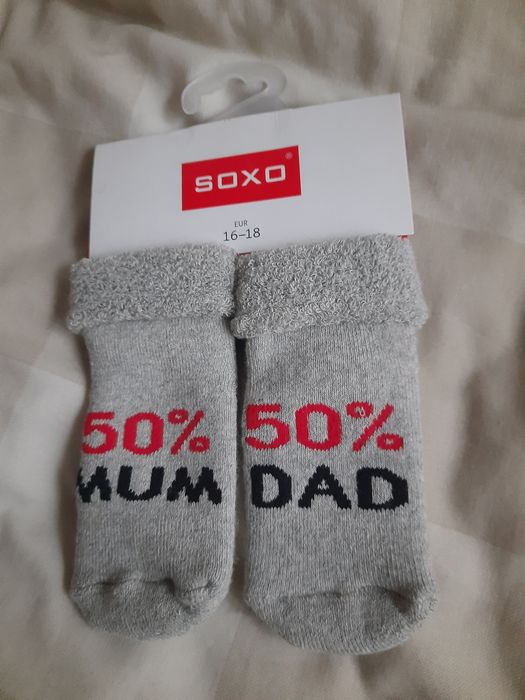 SOXO®
EUR
16–18
50%
MUM
50%
DAD